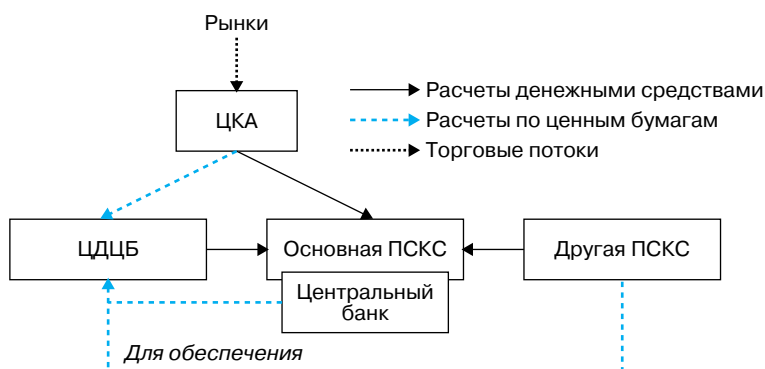 Рынки
ЦКА
Расчеты денежными средствами
Расчеты по ценным бумагам
Торговые потоки
ЦДЦБ
Основная ПСКС
Другая ПСКС
Центральный
банк
Для обеспечения